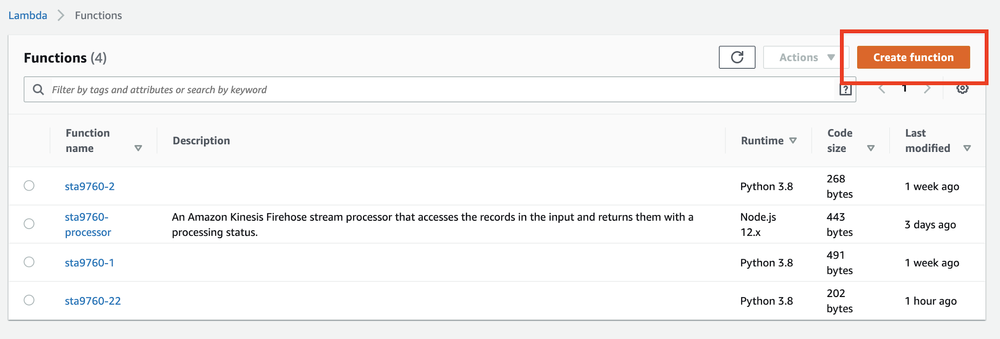 Lambda > Functions
Functions (4)
Actions
Create function
Filter by tags and attributes or search by keyword
?
1
Function name
Description
Runtime
Code size
Last modified
sta9760-2
Python 3.8
268 bytes
1 week ago
sta9760-processor
An Amazon Kinesis Firehose stream processor that accesses the records in the input and returns them with a
processing status.
Node.js 12.x
443 bytes
3 days ago
sta9760-1
Python 3.8
491 bytes
1 week ago
sta9760-22
Python 3.8
202 bytes
1 hour ago